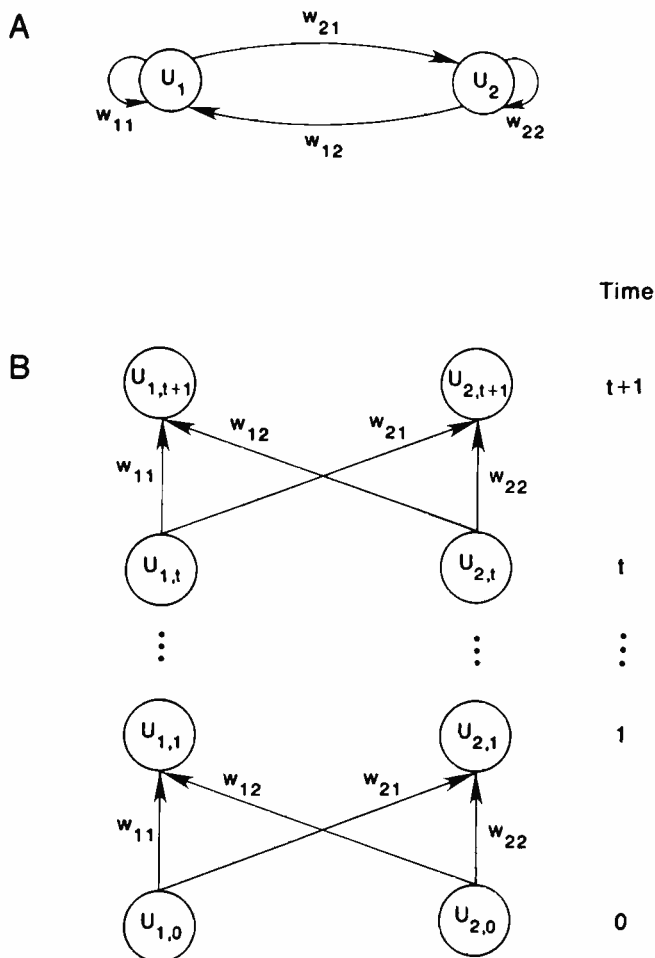 A
w21
U1
U2
w11
w12
w22
Time
B
U1,t+1
U2,t+1
t+1
w12
w21
w11
w22
U1,t
U2,t
t
⋮ ⋮ ⋮
U1,1
U2,1
1
w12
w21
w11
w22
U1,0
U2,0
0